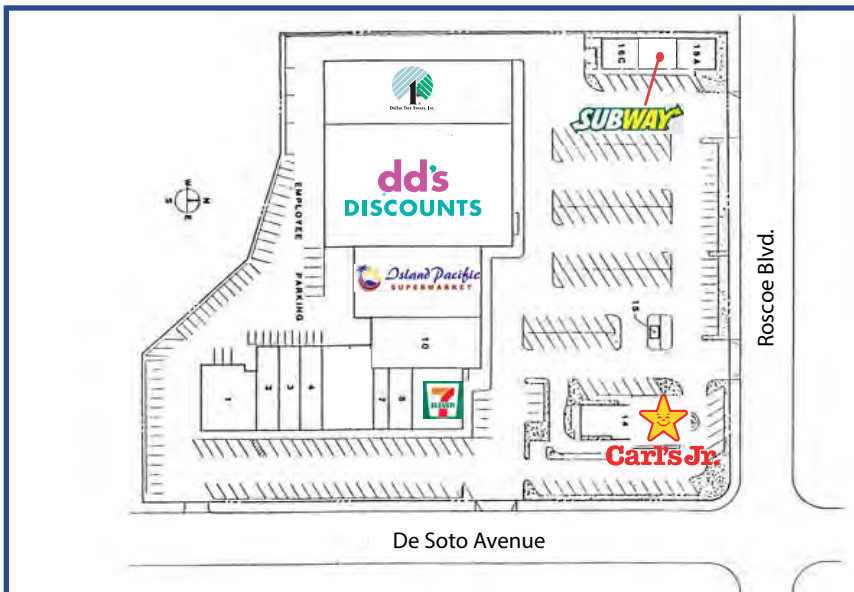 16C
16A
1
Dollar Tree Stores, Inc.
SUBWAY
dd's
DISCOUNTS
W
S
N
E
EMPLOYEE PARKING
Island Pacific
SUPERMARKET
Roscoe Blvd.
15
10
1
2
3
4
7
8
7
ELEVEN
14
Carl's Jr.
De Soto Avenue